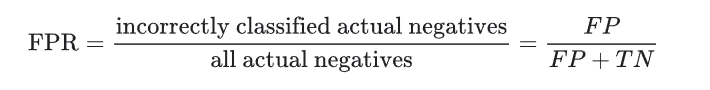 FPR = incorrectly classified actual negatives / all actual negatives = FP / FP + TN